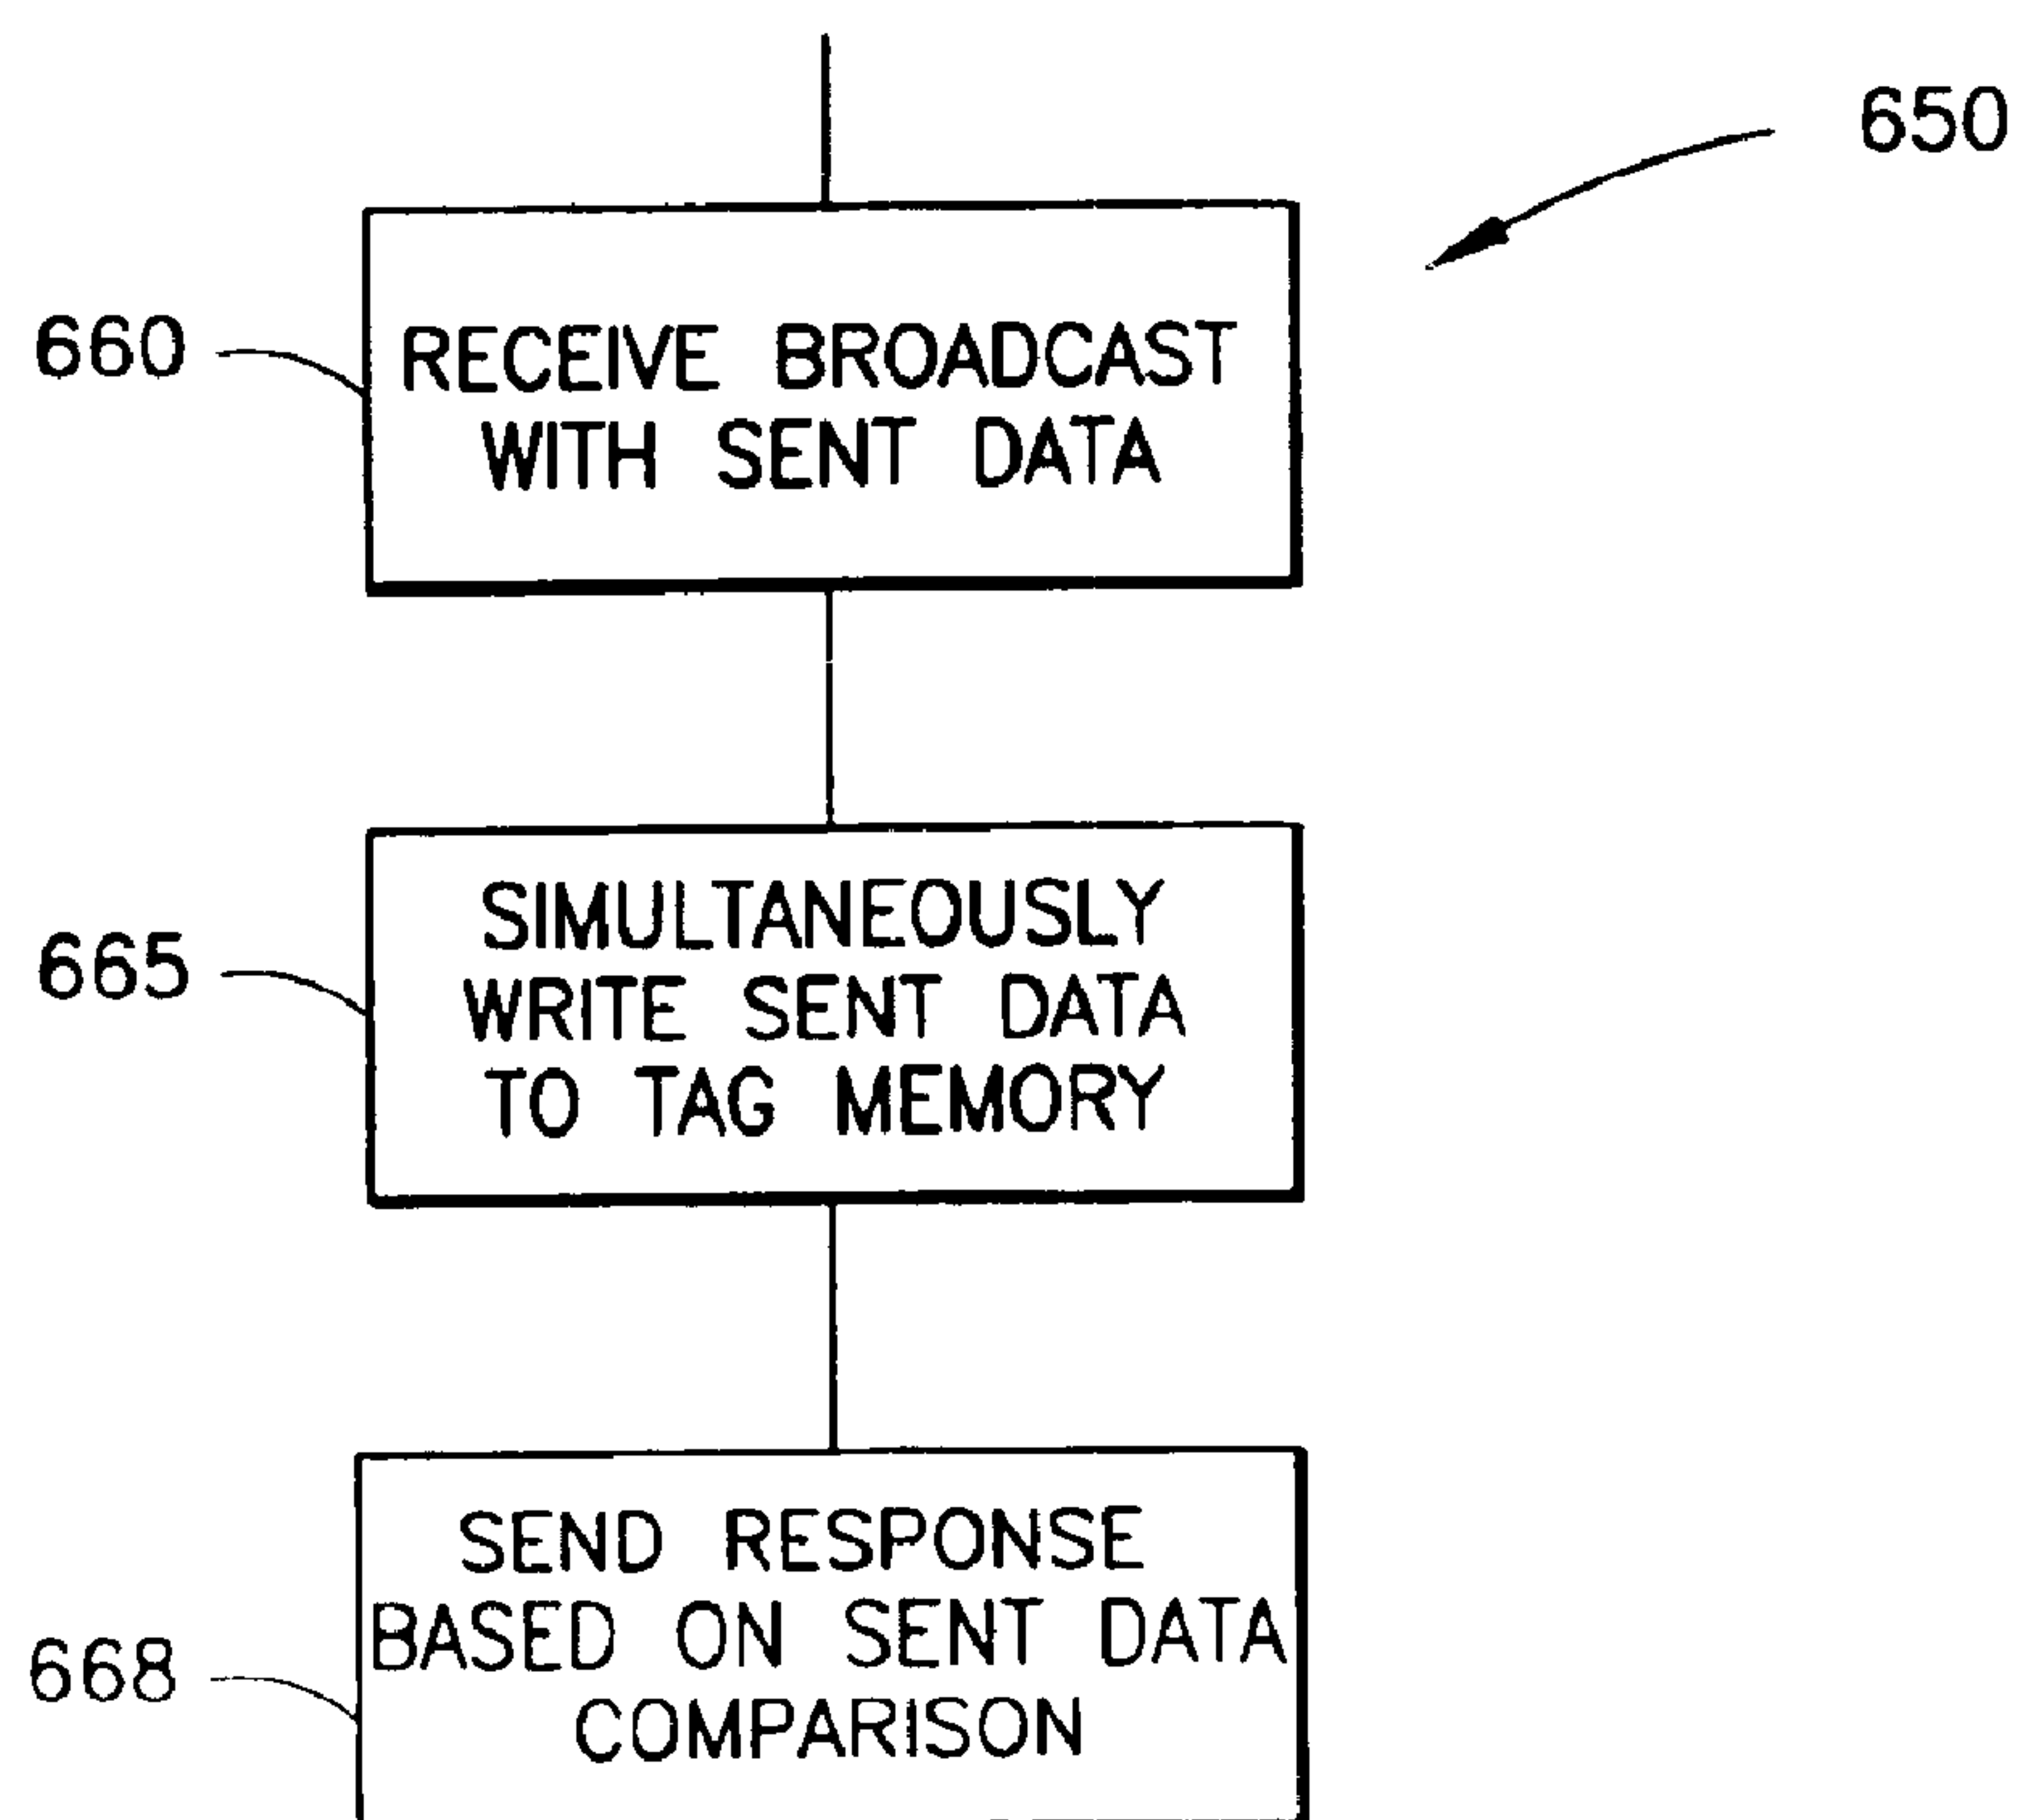 650
660
RECEIVE BROADCAST
WITH SENT DATA
665
SIMULTANEOUSLY
WRITE SENT DATA
TO TAG MEMORY
668
SEND RESPONSE
BASED ON SENT DATA
COMPARISON